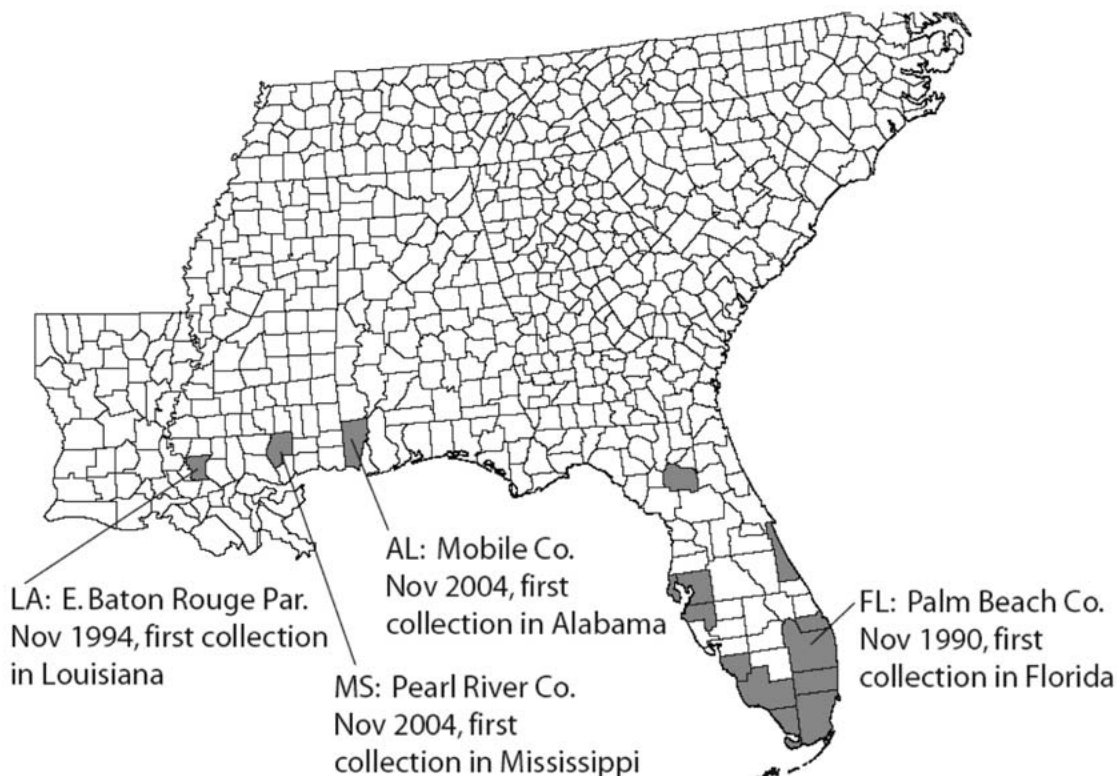 LA: E. Baton Rouge Par.
Nov 1994, first collection
in Louisiana
MS: Pearl River Co.
Nov 2004, first
collection in Mississippi
AL: Mobile Co.
Nov 2004, first
collection in Alabama
FL: Palm Beach Co.
Nov 1990, first
collection in Florida